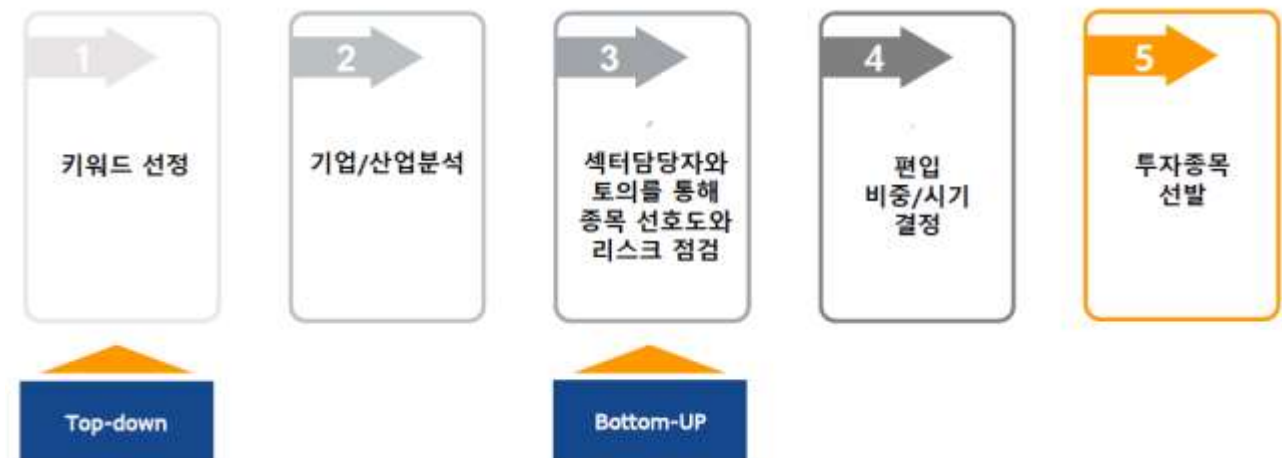 1
키워드 선정
2
기업/산업분석
3
섹터담당자와
토의를 통해
종목 선호도와
리스크 점검
4
편입
비중/시기
결정
5
투자종목
선발
Top-down
Bottom-UP